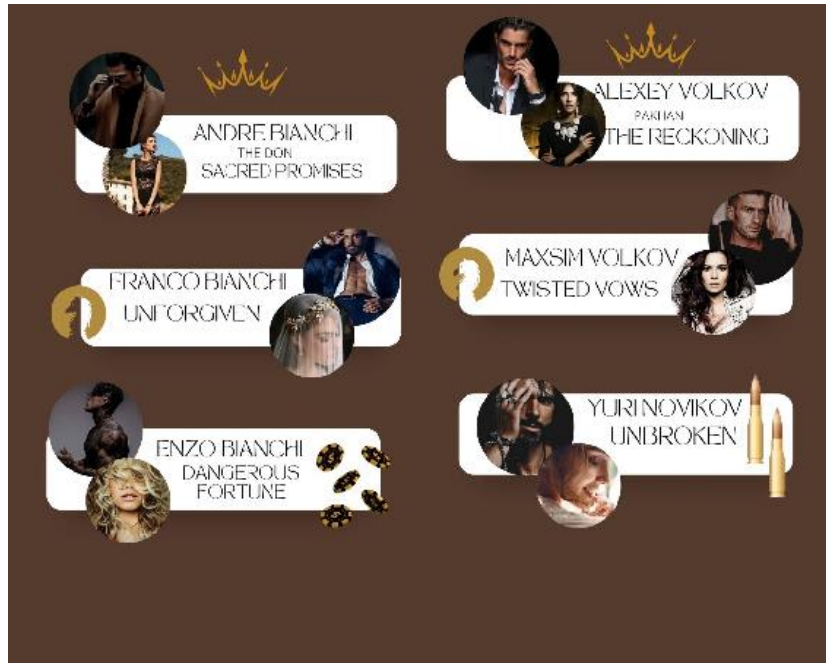 ANDRE BIANCHI
THE DON
SACRED PROMISES
FRANCO BIANCHI
UNFORGIVEN
ENZO BIANCHI
DANGEROUS
FORTUNE
ALEXEY VOLKOV
PAKHAN
THE RECKONING
MAXSIM VOLKOV
TWISTED VOWS
YURI NOVIKOV
UNBROKEN